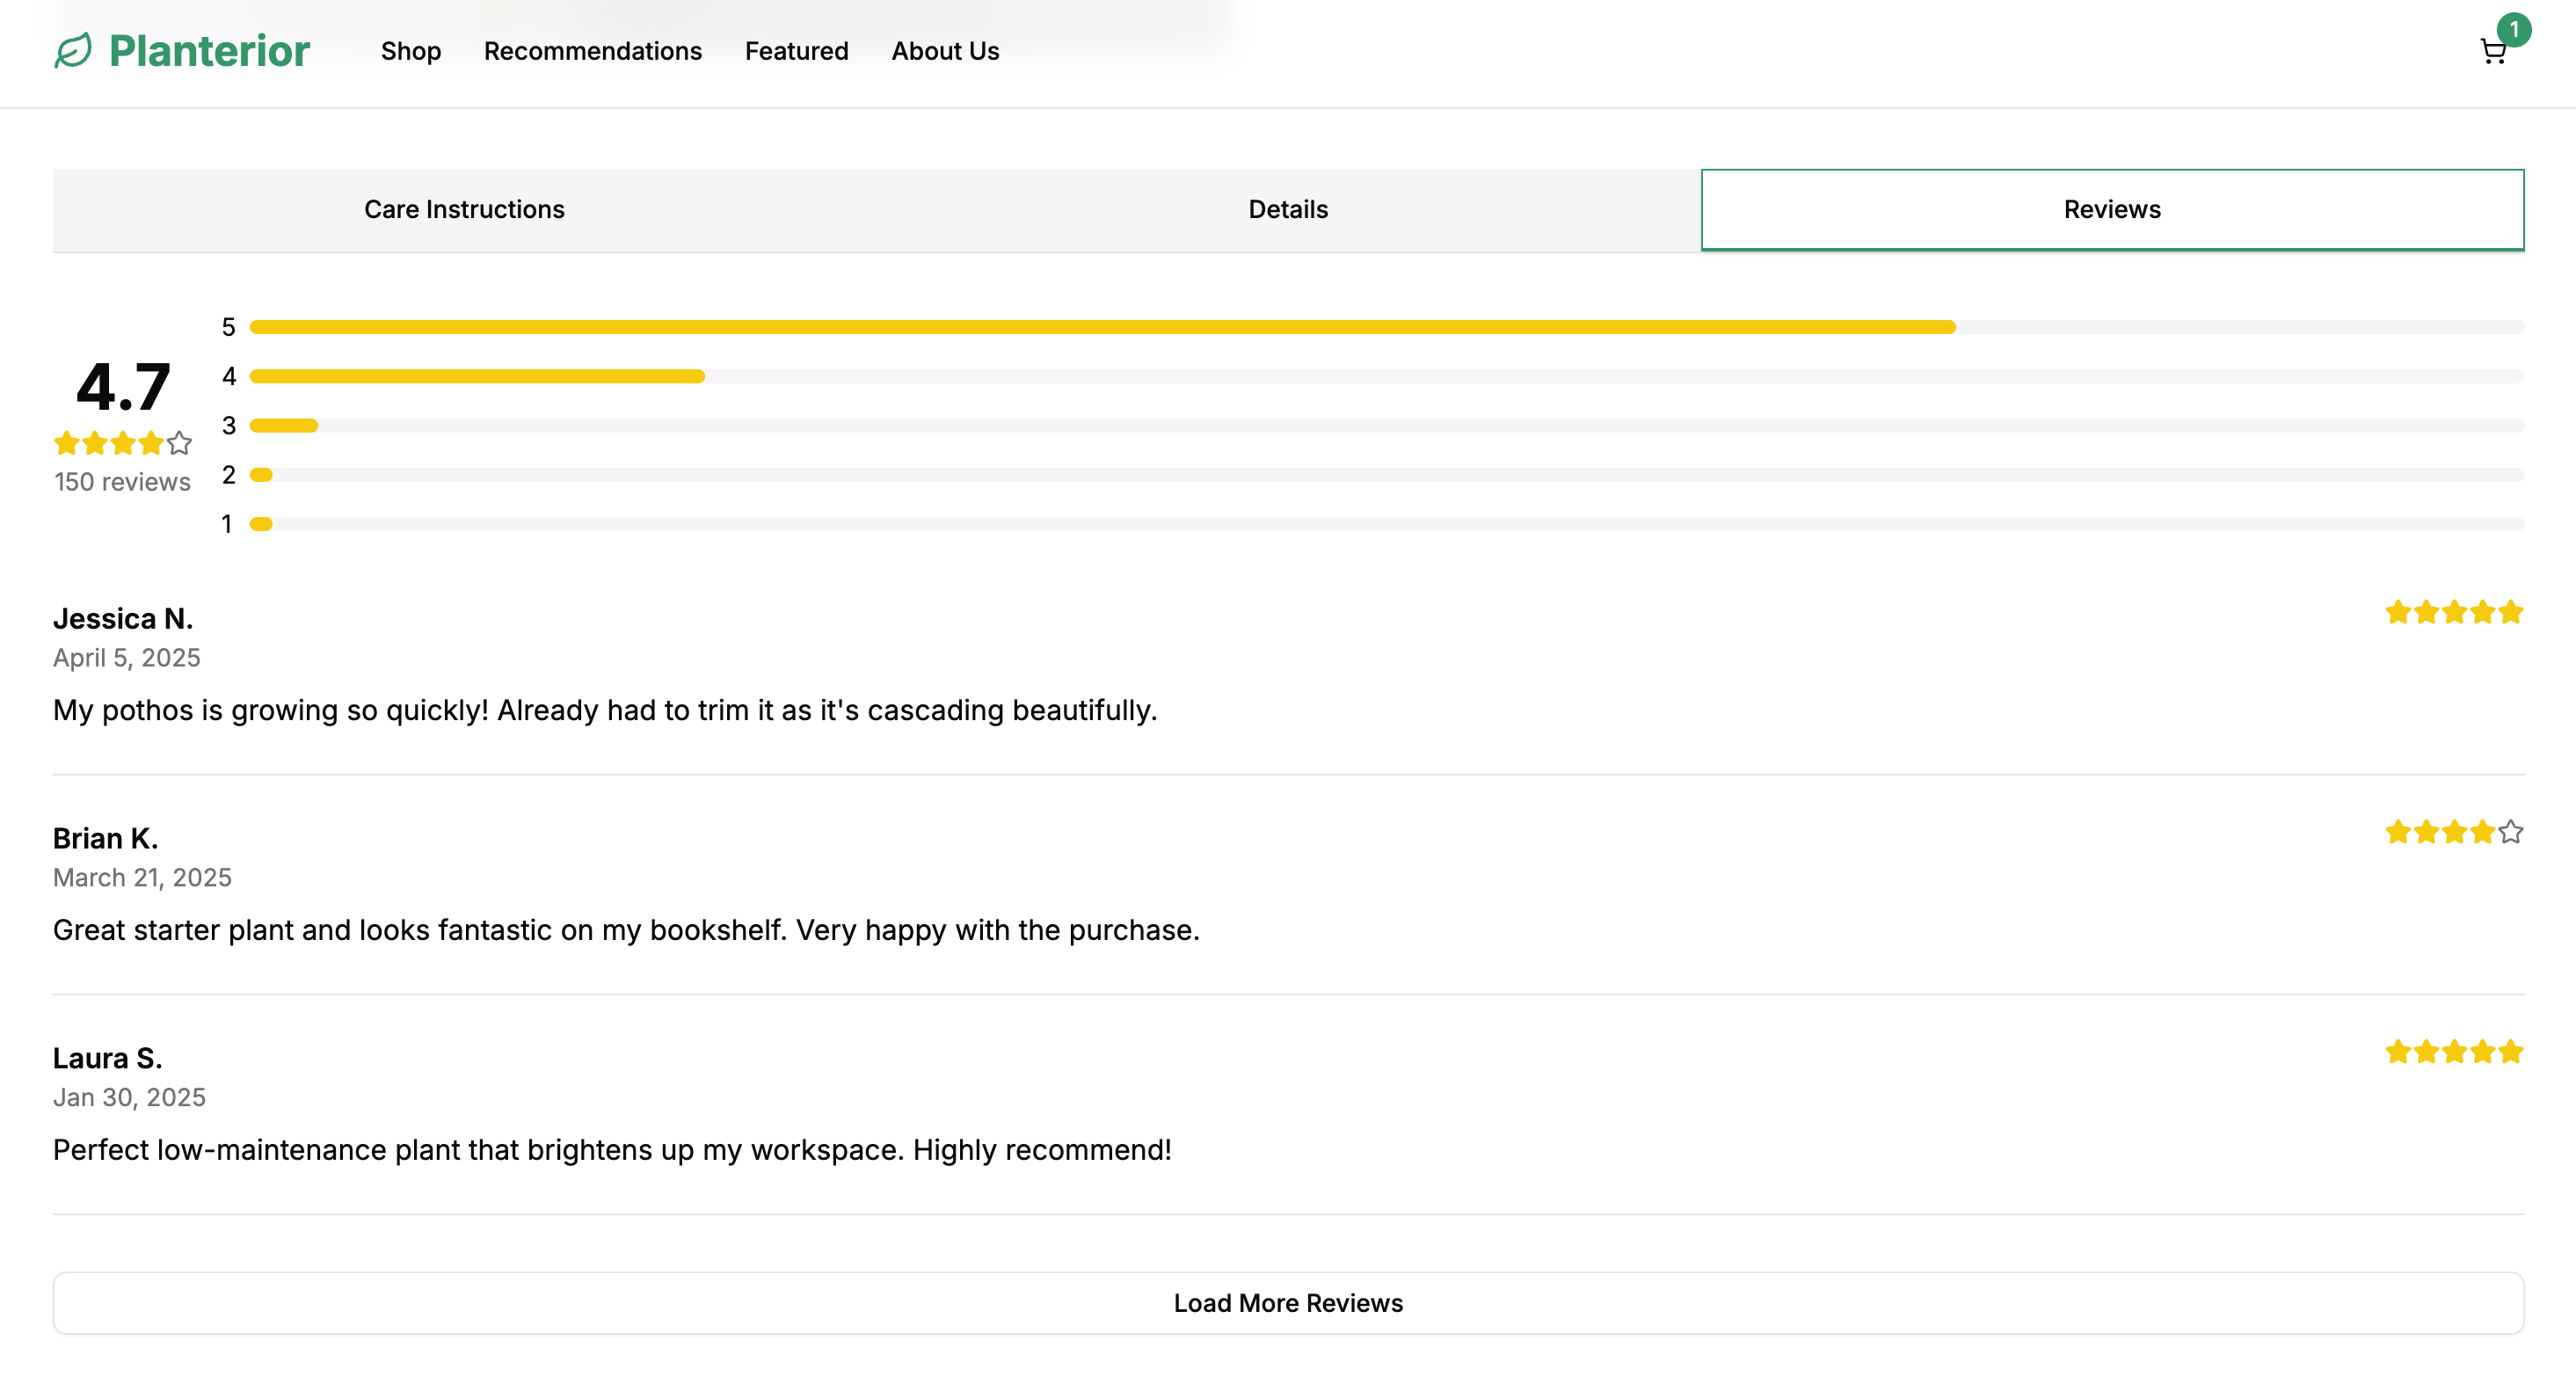 Planterior
Shop
Recommendations
Featured
About Us
1
Care Instructions
Details
Reviews
4.7
150 reviews
5
4
3
2
1
Jessica N.
April 5, 2025
My pothos is growing so quickly! Already had to trim it as it's cascading beautifully.
Brian K.
March 21, 2025
Great starter plant and looks fantastic on my bookshelf. Very happy with the purchase.
Laura S.
Jan 30, 2025
Perfect low-maintenance plant that brightens up my workspace. Highly recommend!
Load More Reviews